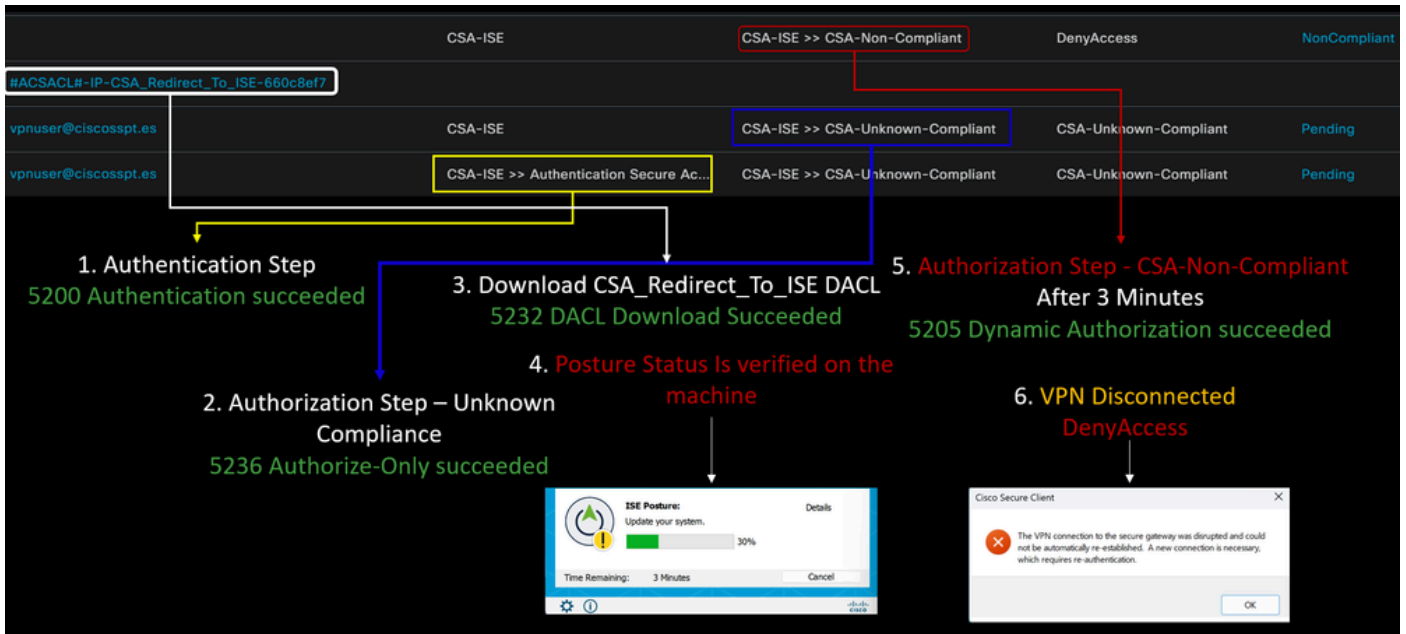 CSA-ISE CSA-ISE >> CSA-Non-Compliant DenyAccess NonCompliant
#ACSACL#-IP-CSA_Redirect_To_ISE-660c8ef7
vpnuser@ciscosspt.es CSA-ISE CSA-ISE >> CSA-Unknown-Compliant CSA-Unknown-Compliant Pending
vpnuser@ciscosspt.es CSA-ISE >> Authentication Secure Ac... CSA-ISE >> CSA-Unknown-Compliant CSA-Unknown-Compliant Pending
1. Authentication Step
5200 Authentication succeeded
2. Authorization Step – Unknown
Compliance
5236 Authorize-Only succeeded
3. Download CSA_Redirect_To_ISE DACL
5232 DACL Download Succeeded
4. Posture Status Is verified on the
machine
ISE Posture:
Details
Update your system.
30%
Time Remaining: 3 Minutes
Cancel
cisco
5. Authorization Step - CSA-Non-Compliant
After 3 Minutes
5205 Dynamic Authorization succeeded
6. VPN Disconnected
DenyAccess
Cisco Secure Client
The VPN connection to the secure gateway was disrupted and could
not be automatically re-established. A new connection is necessary,
which requires re-authentication.
OK